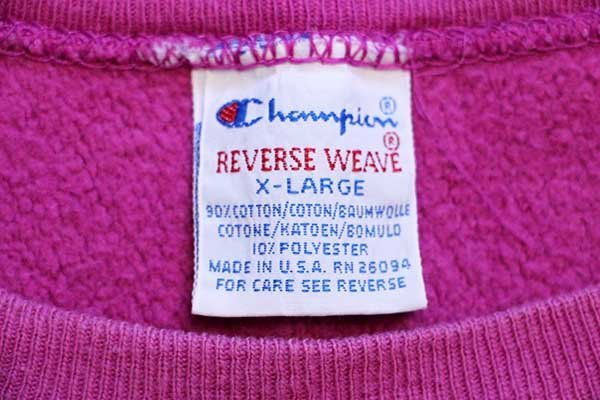 Champion®
REVERSE WEAVE®
X-LARGE
90% COTTON/COTON/BAUMWOLLE
COTONE/KATOEN/BOMULD
10% POLYESTER
MADE IN U.S.A. RN 26094
FOR CARE SEE REVERSE